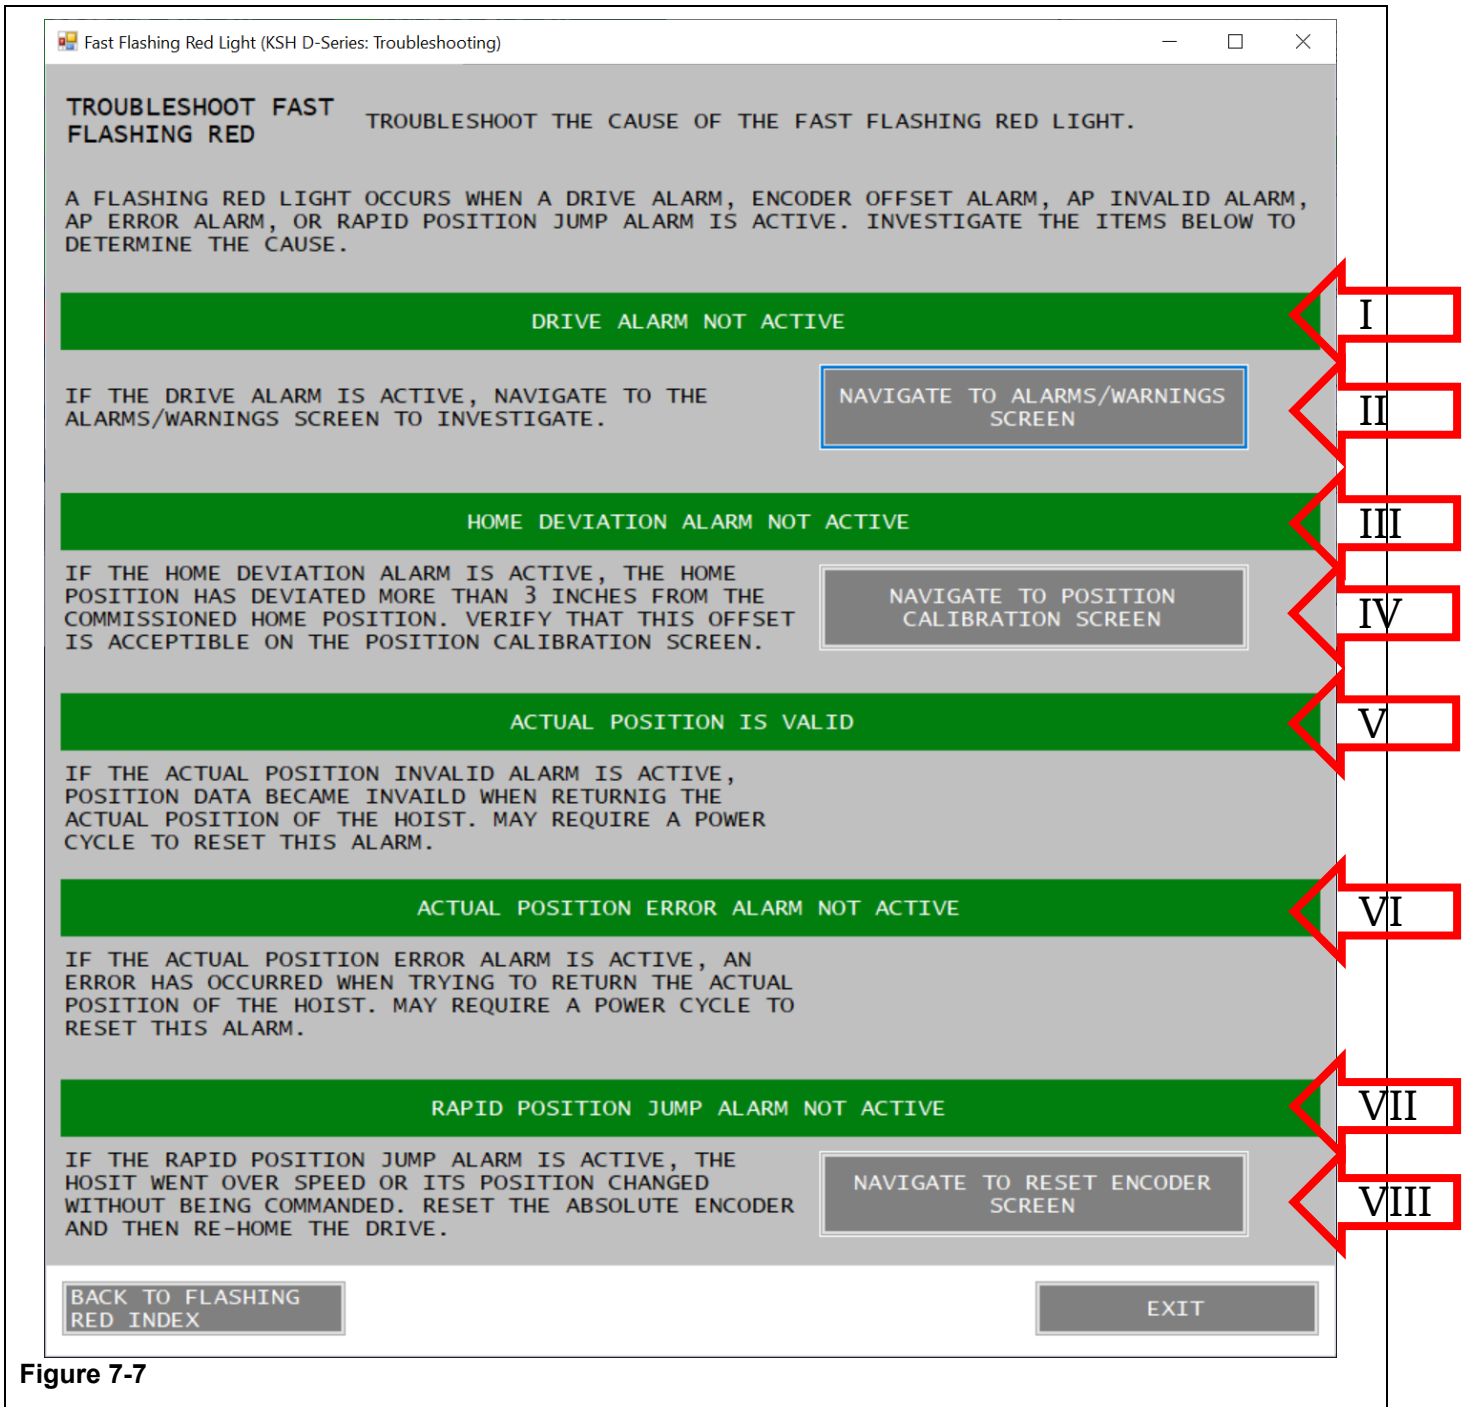 Fast Flashing Red Light (KSH D-Series: Troubleshooting)
TROUBLESHOOT FAST
FLASHING RED
TROUBLESHOOT THE CAUSE OF THE FAST FLASHING RED LIGHT.
A FLASHING RED LIGHT OCCURS WHEN A DRIVE ALARM, ENCODER OFFSET ALARM, AP INVALID ALARM,
AP ERROR ALARM, OR RAPID POSITION JUMP ALARM IS ACTIVE. INVESTIGATE THE ITEMS BELOW TO
DETERMINE THE CAUSE.
DRIVE ALARM NOT ACTIVE
I
IF THE DRIVE ALARM IS ACTIVE, NAVIGATE TO THE
ALARMS/WARNINGS SCREEN TO INVESTIGATE.
NAVIGATE TO ALARMS/WARNINGS
SCREEN
II
HOME DEVIATION ALARM NOT ACTIVE
III
IF THE HOME DEVIATION ALARM IS ACTIVE, THE HOME
POSITION HAS DEVIATED MORE THAN 3 INCHES FROM THE
COMMISSIONED HOME POSITION. VERIFY THAT THIS OFFSET
IS ACCEPTIBLE ON THE POSITION CALIBRATION SCREEN.
NAVIGATE TO POSITION
CALIBRATION SCREEN
IV
ACTUAL POSITION IS VALID
V
IF THE ACTUAL POSITION INVALID ALARM IS ACTIVE,
POSITION DATA BECAME INVAILD WHEN RETURNIG THE
ACTUAL POSITION OF THE HOIST. MAY REQUIRE A POWER
CYCLE TO RESET THIS ALARM.
ACTUAL POSITION ERROR ALARM NOT ACTIVE
VI
IF THE ACTUAL POSITION ERROR ALARM IS ACTIVE, AN
ERROR HAS OCCURRED WHEN TRYING TO RETURN THE ACTUAL
POSITION OF THE HOIST. MAY REQUIRE A POWER CYCLE TO
RESET THIS ALARM.
RAPID POSITION JUMP ALARM NOT ACTIVE
VII
IF THE RAPID POSITION JUMP ALARM IS ACTIVE, THE
HOSIT WENT OVER SPEED OR ITS POSITION CHANGED
WITHOUT BEING COMMANDED. RESET THE ABSOLUTE ENCODER
AND THEN RE-HOME THE DRIVE.
NAVIGATE TO RESET ENCODER
SCREEN
VIII
BACK TO FLASHING
RED INDEX
EXIT
Figure 7-7